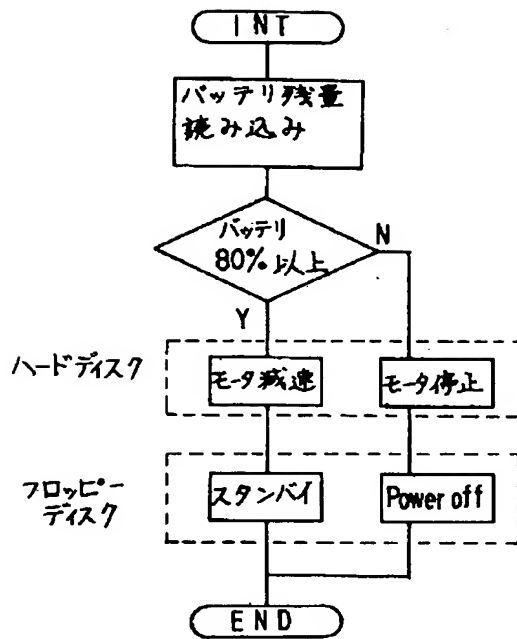 INT
バッテリ残量
読み込み
バッテリ
80%以上
N
Y
ハードディスク
モータ減速
モータ停止
フロッピー
ディスク
スタンバイ
Power off
END